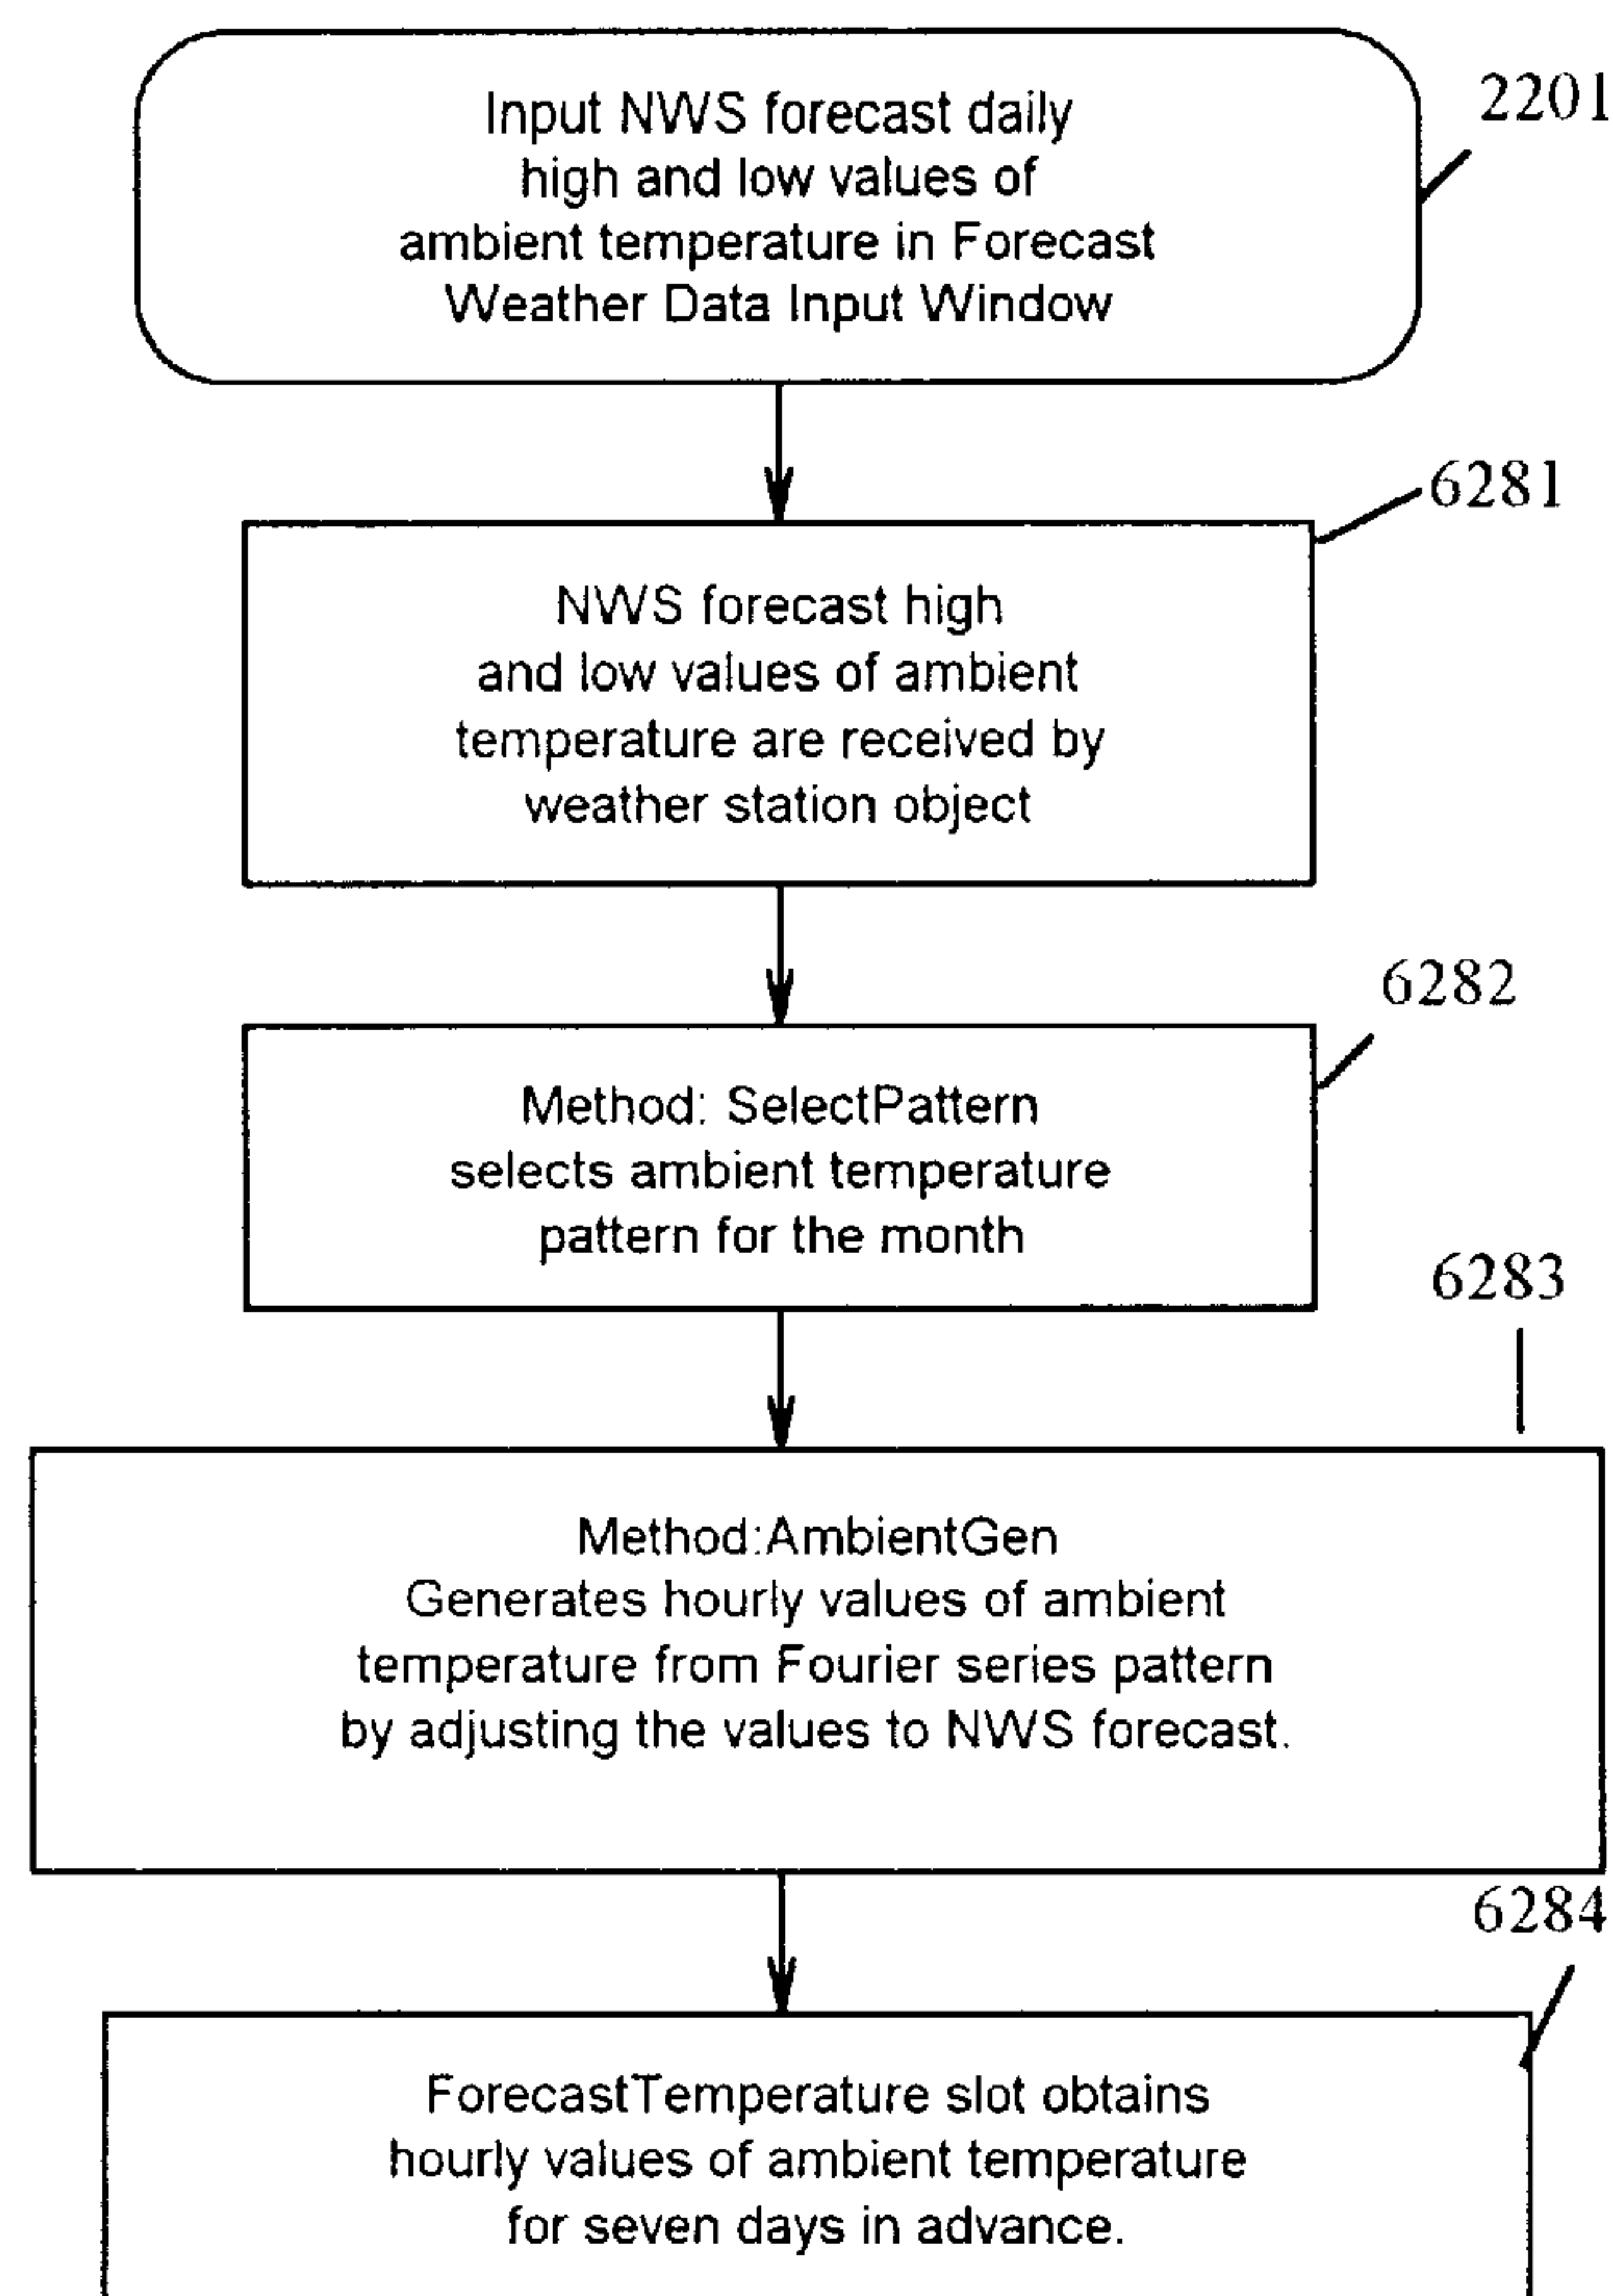 2201
Input NWS forecast daily
high and low values of
ambient temperature in Forecast
Weather Data Input Window
6281
NWS forecast high
and low values of ambient
temperature are received by
weather station object
6282
Method: SelectPattern
selects ambient temperature
pattern for the month
6283
Method:AmbientGen
Generates hourly values of ambient
temperature from Fourier series pattern
by adjusting the values to NWS forecast.
6284
ForecastTemperature slot obtains
hourly values of ambient temperature
for seven days in advance.